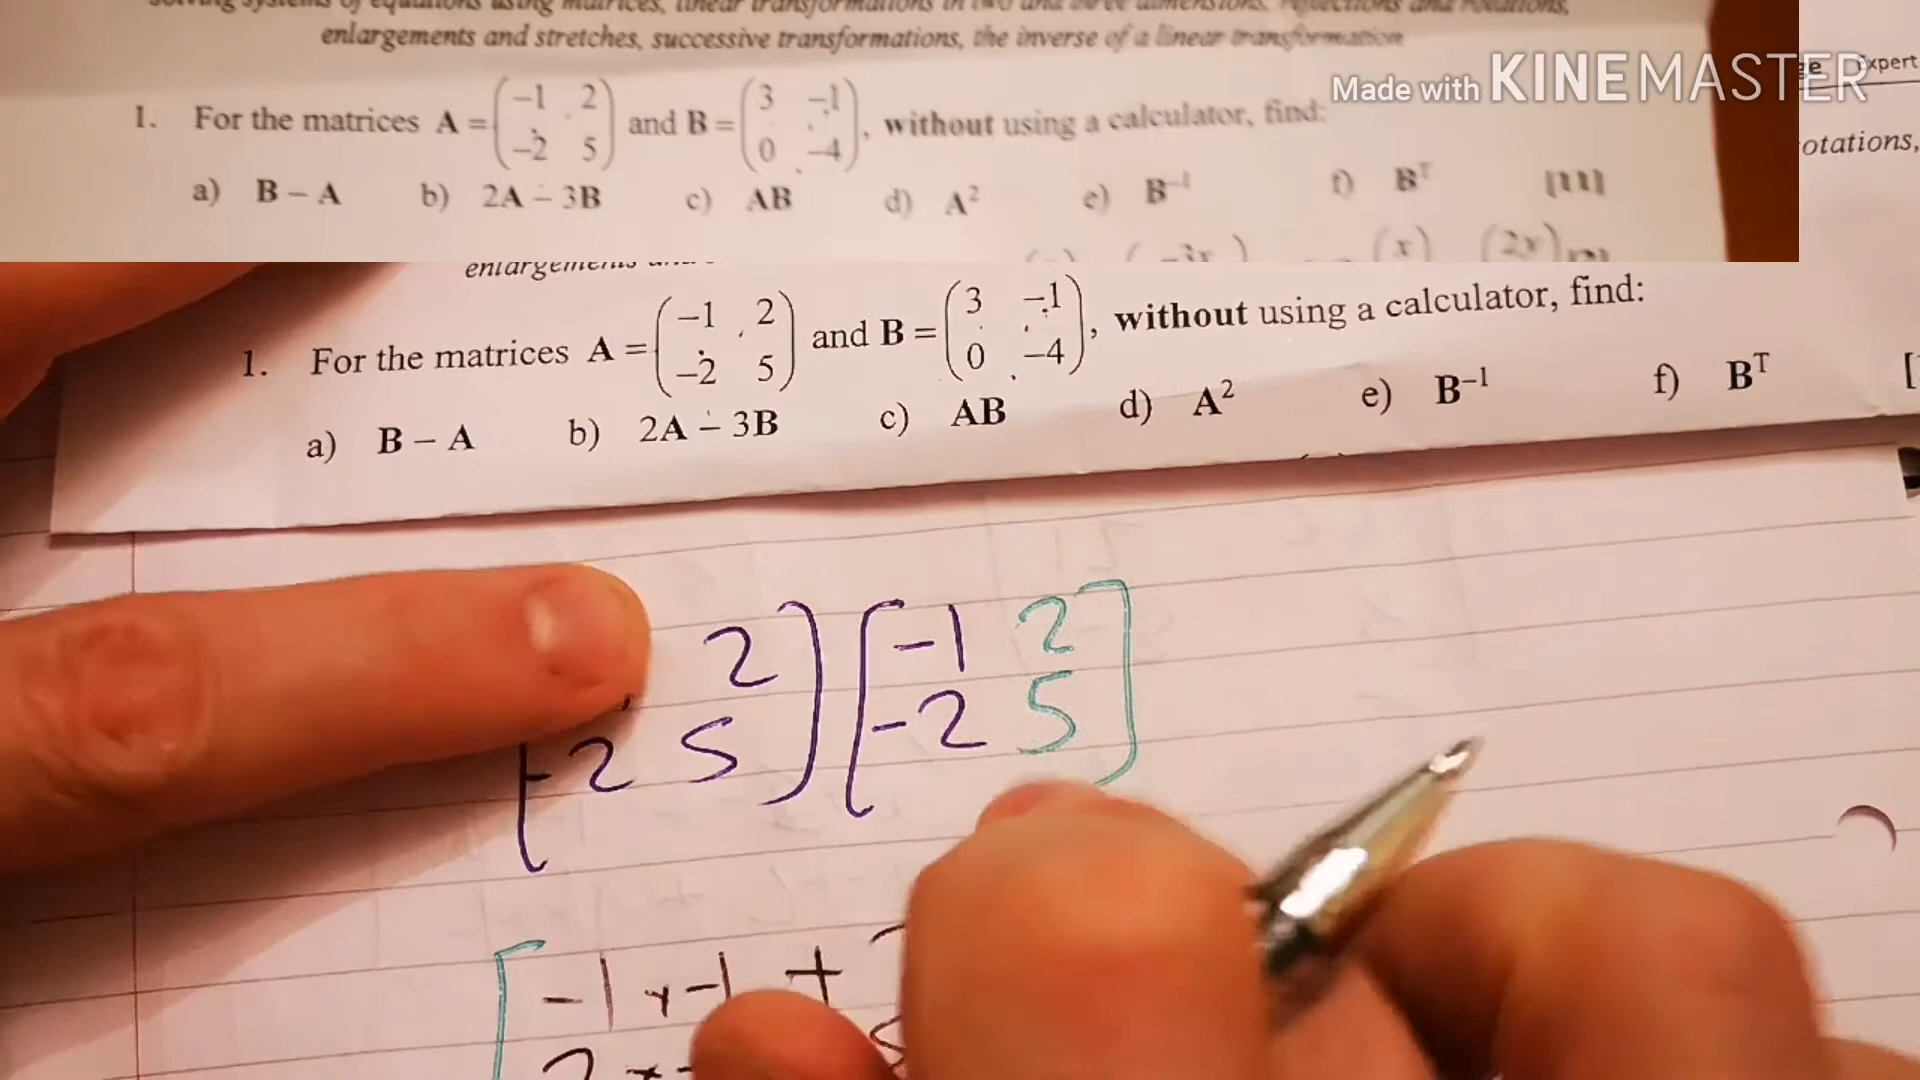 enlargements and stretches, successive transformations, the inverse of a linear transformation
Made with KINEMASTER
Expert
otations,
1. For the matrices A = (-1 2 -2 5) and B = (3 -1 0 -4), without using a calculator, find:
a) B – A b) 2A – 3B c) AB d) A² e) B⁻¹ f) Bᵀ [11]
1. For the matrices A = (-1 2 -2 5) and B = (3 -1 0 -4), without using a calculator, find:
a) B – A b) 2A – 3B c) AB d) A² e) B⁻¹ f) Bᵀ [
2 ) [ -1 2 ]
-2 5 -2 5
[ -1 x -1 +